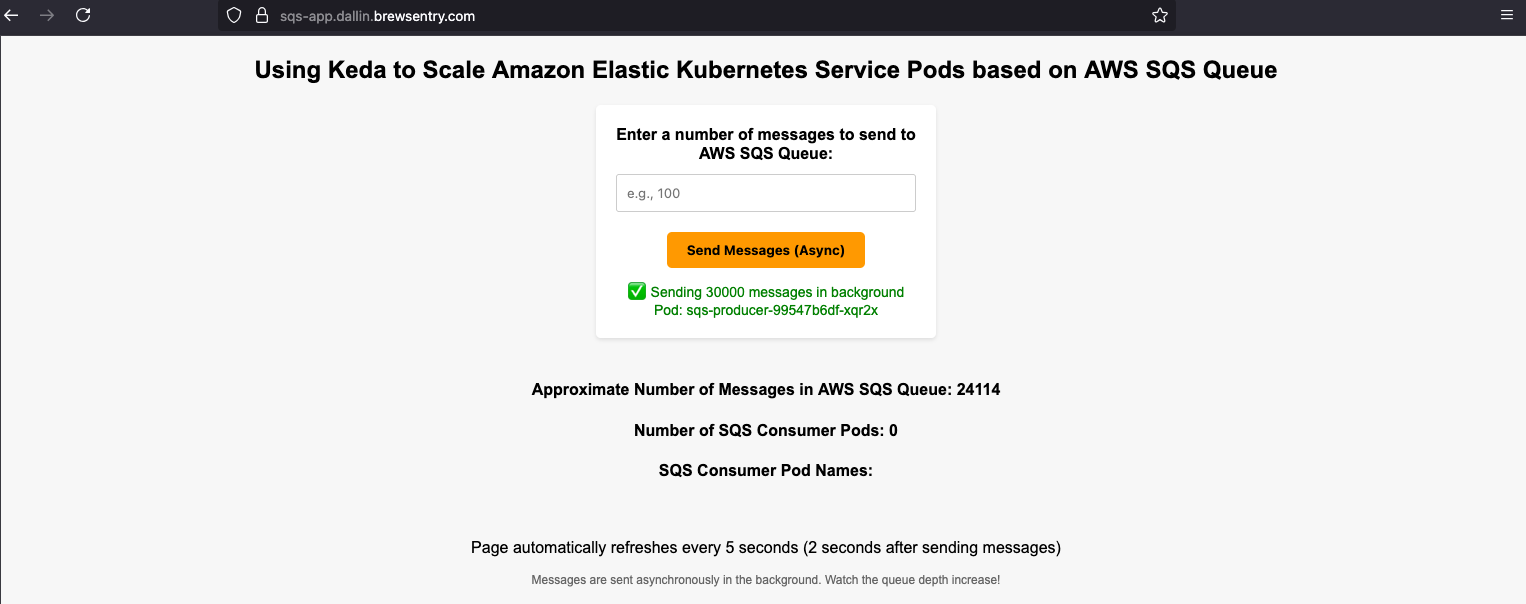 sqs-app.dallin.brewsentry.com
Using Keda to Scale Amazon Elastic Kubernetes Service Pods based on AWS SQS Queue
Enter a number of messages to send to
AWS SQS Queue:
e.g., 100
Send Messages (Async)
✅ Sending 30000 messages in background
Pod: sqs-producer-99547b6df-xqr2x
Approximate Number of Messages in AWS SQS Queue: 24114
Number of SQS Consumer Pods: 0
SQS Consumer Pod Names:
Page automatically refreshes every 5 seconds (2 seconds after sending messages)
Messages are sent asynchronously in the background. Watch the queue depth increase!